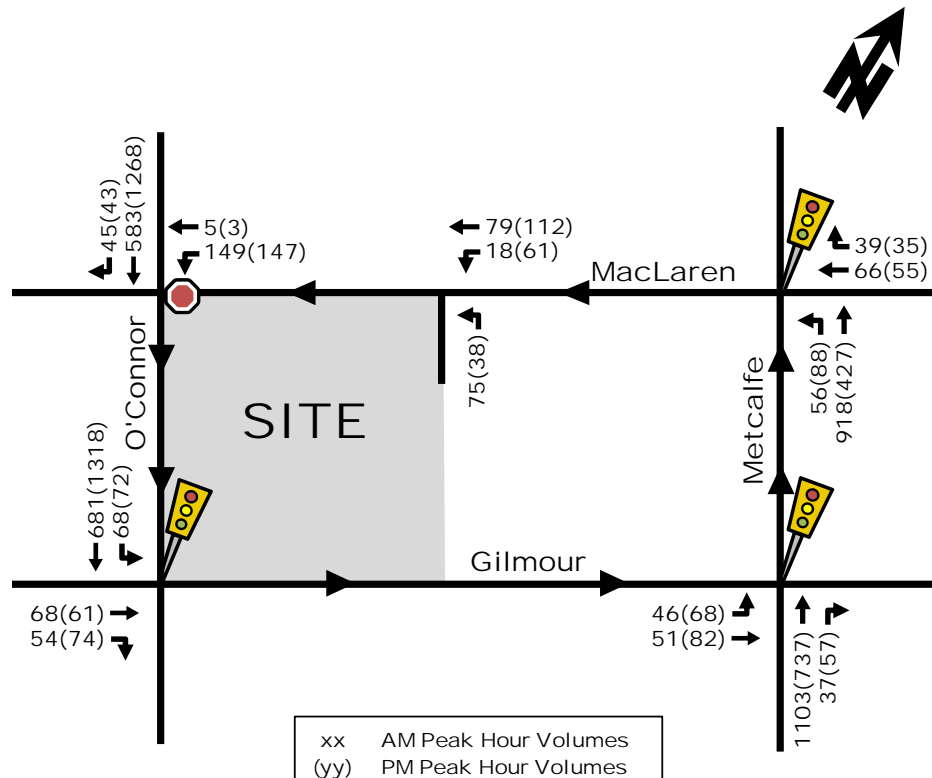 N
45(43)
583(1268)
5(3)
149(147)
79(112)
18(61)
MacLaren
39(35)
66(55)
75(38)
56(88)
918(427)
O'Connor
SITE
Metcalfe
681(1318)
68(72)
Gilmour
68(61)
54(74)
46(68)
51(82)
1103(737)
37(57)
xx AM Peak Hour Volumes
(yy) PM Peak Hour Volumes